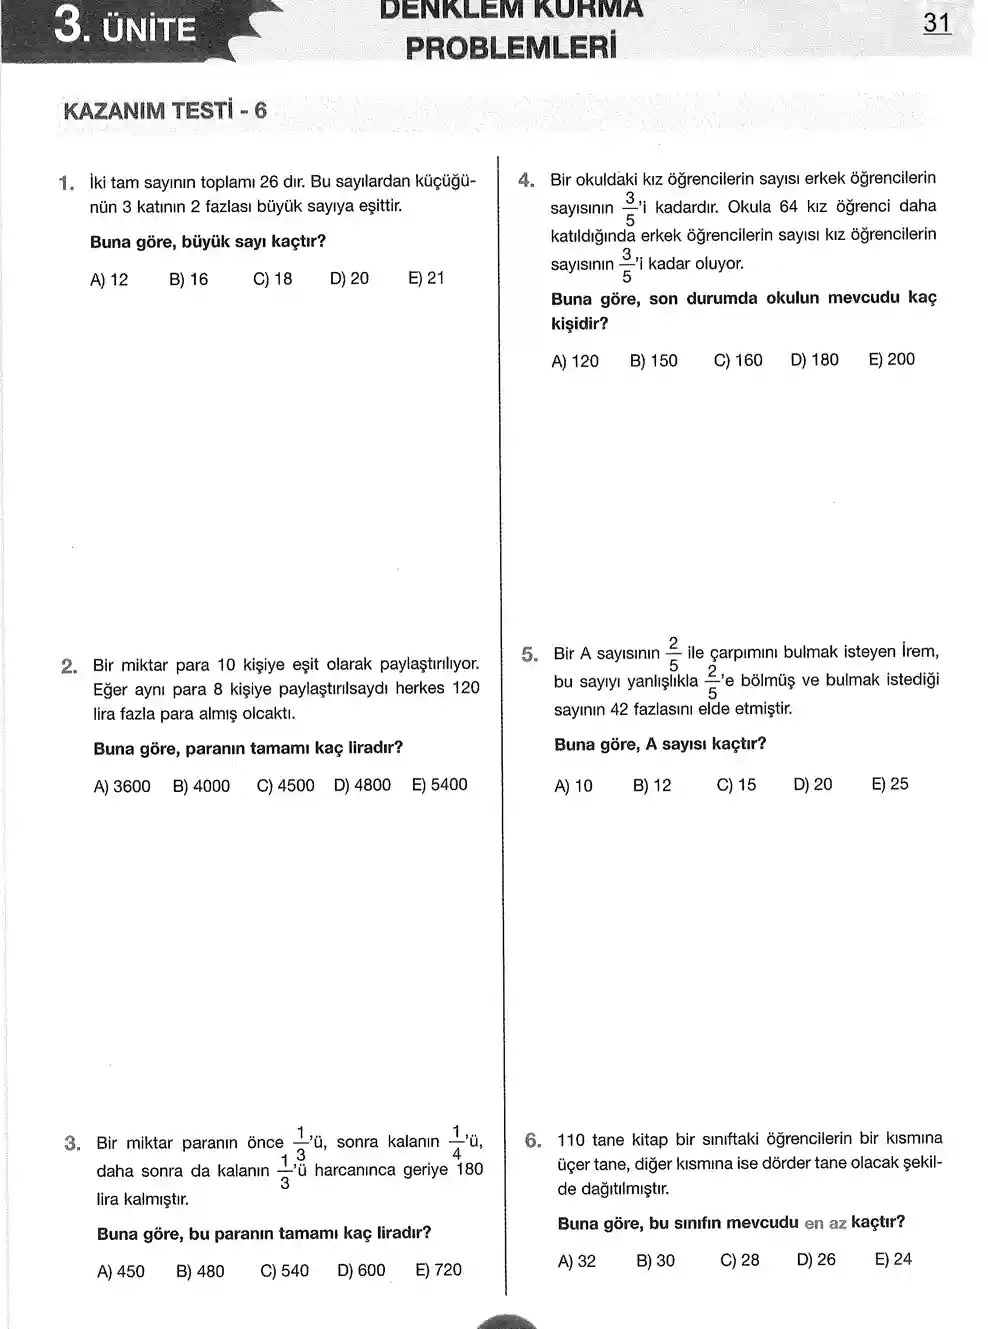 3. ÜNİTE
DENKLEM KURMA
PROBLEMLERİ
31
KAZANIM TESTİ - 6
1. İki tam sayının toplamı 26 dır. Bu sayılardan küçüğü-
nün 3 katının 2 fazlası büyük sayıya eşittir.
Buna göre, büyük sayı kaçtır?
A) 12 B) 16 C) 18 D) 20 E) 21
2. Bir miktar para 10 kişiye eşit olarak paylaştırılıyor.
Eğer aynı para 8 kişiye paylaştırılsaydı herkes 120
lira fazla para almış olcaktı.
Buna göre, paranın tamamı kaç liradır?
A) 3600 B) 4000 C) 4500 D) 4800 E) 5400
3. Bir miktar paranın önce 1/3'ü, sonra kalanın 1/4'ü,
daha sonra da kalanın 1/3'ü harcanınca geriye 180
lira kalmıştır.
Buna göre, bu paranın tamamı kaç liradır?
A) 450 B) 480 C) 540 D) 600 E) 720
4. Bir okuldaki kız öğrencilerin sayısı erkek öğrencilerin
sayısının 3/5'i kadardır. Okula 64 kız öğrenci daha
katıldığında erkek öğrencilerin sayısı kız öğrencilerin
sayısının 3/5'i kadar oluyor.
Buna göre, son durumda okulun mevcudu kaç
kişidir?
A) 120 B) 150 C) 160 D) 180 E) 200
5. Bir A sayısının 2/5 ile çarpımını bulmak isteyen İrem,
bu sayıyı yanlışlıkla 2/5'e bölmüş ve bulmak istediği
sayının 42 fazlasını elde etmiştir.
Buna göre, A sayısı kaçtır?
A) 10 B) 12 C) 15 D) 20 E) 25
6. 110 tane kitap bir sınıftaki öğrencilerin bir kısmına
üçer tane, diğer kısmına ise dörder tane olacak şekil-
de dağıtılmıştır.
Buna göre, bu sınıfın mevcudu en az kaçtır?
A) 32 B) 30 C) 28 D) 26 E) 24